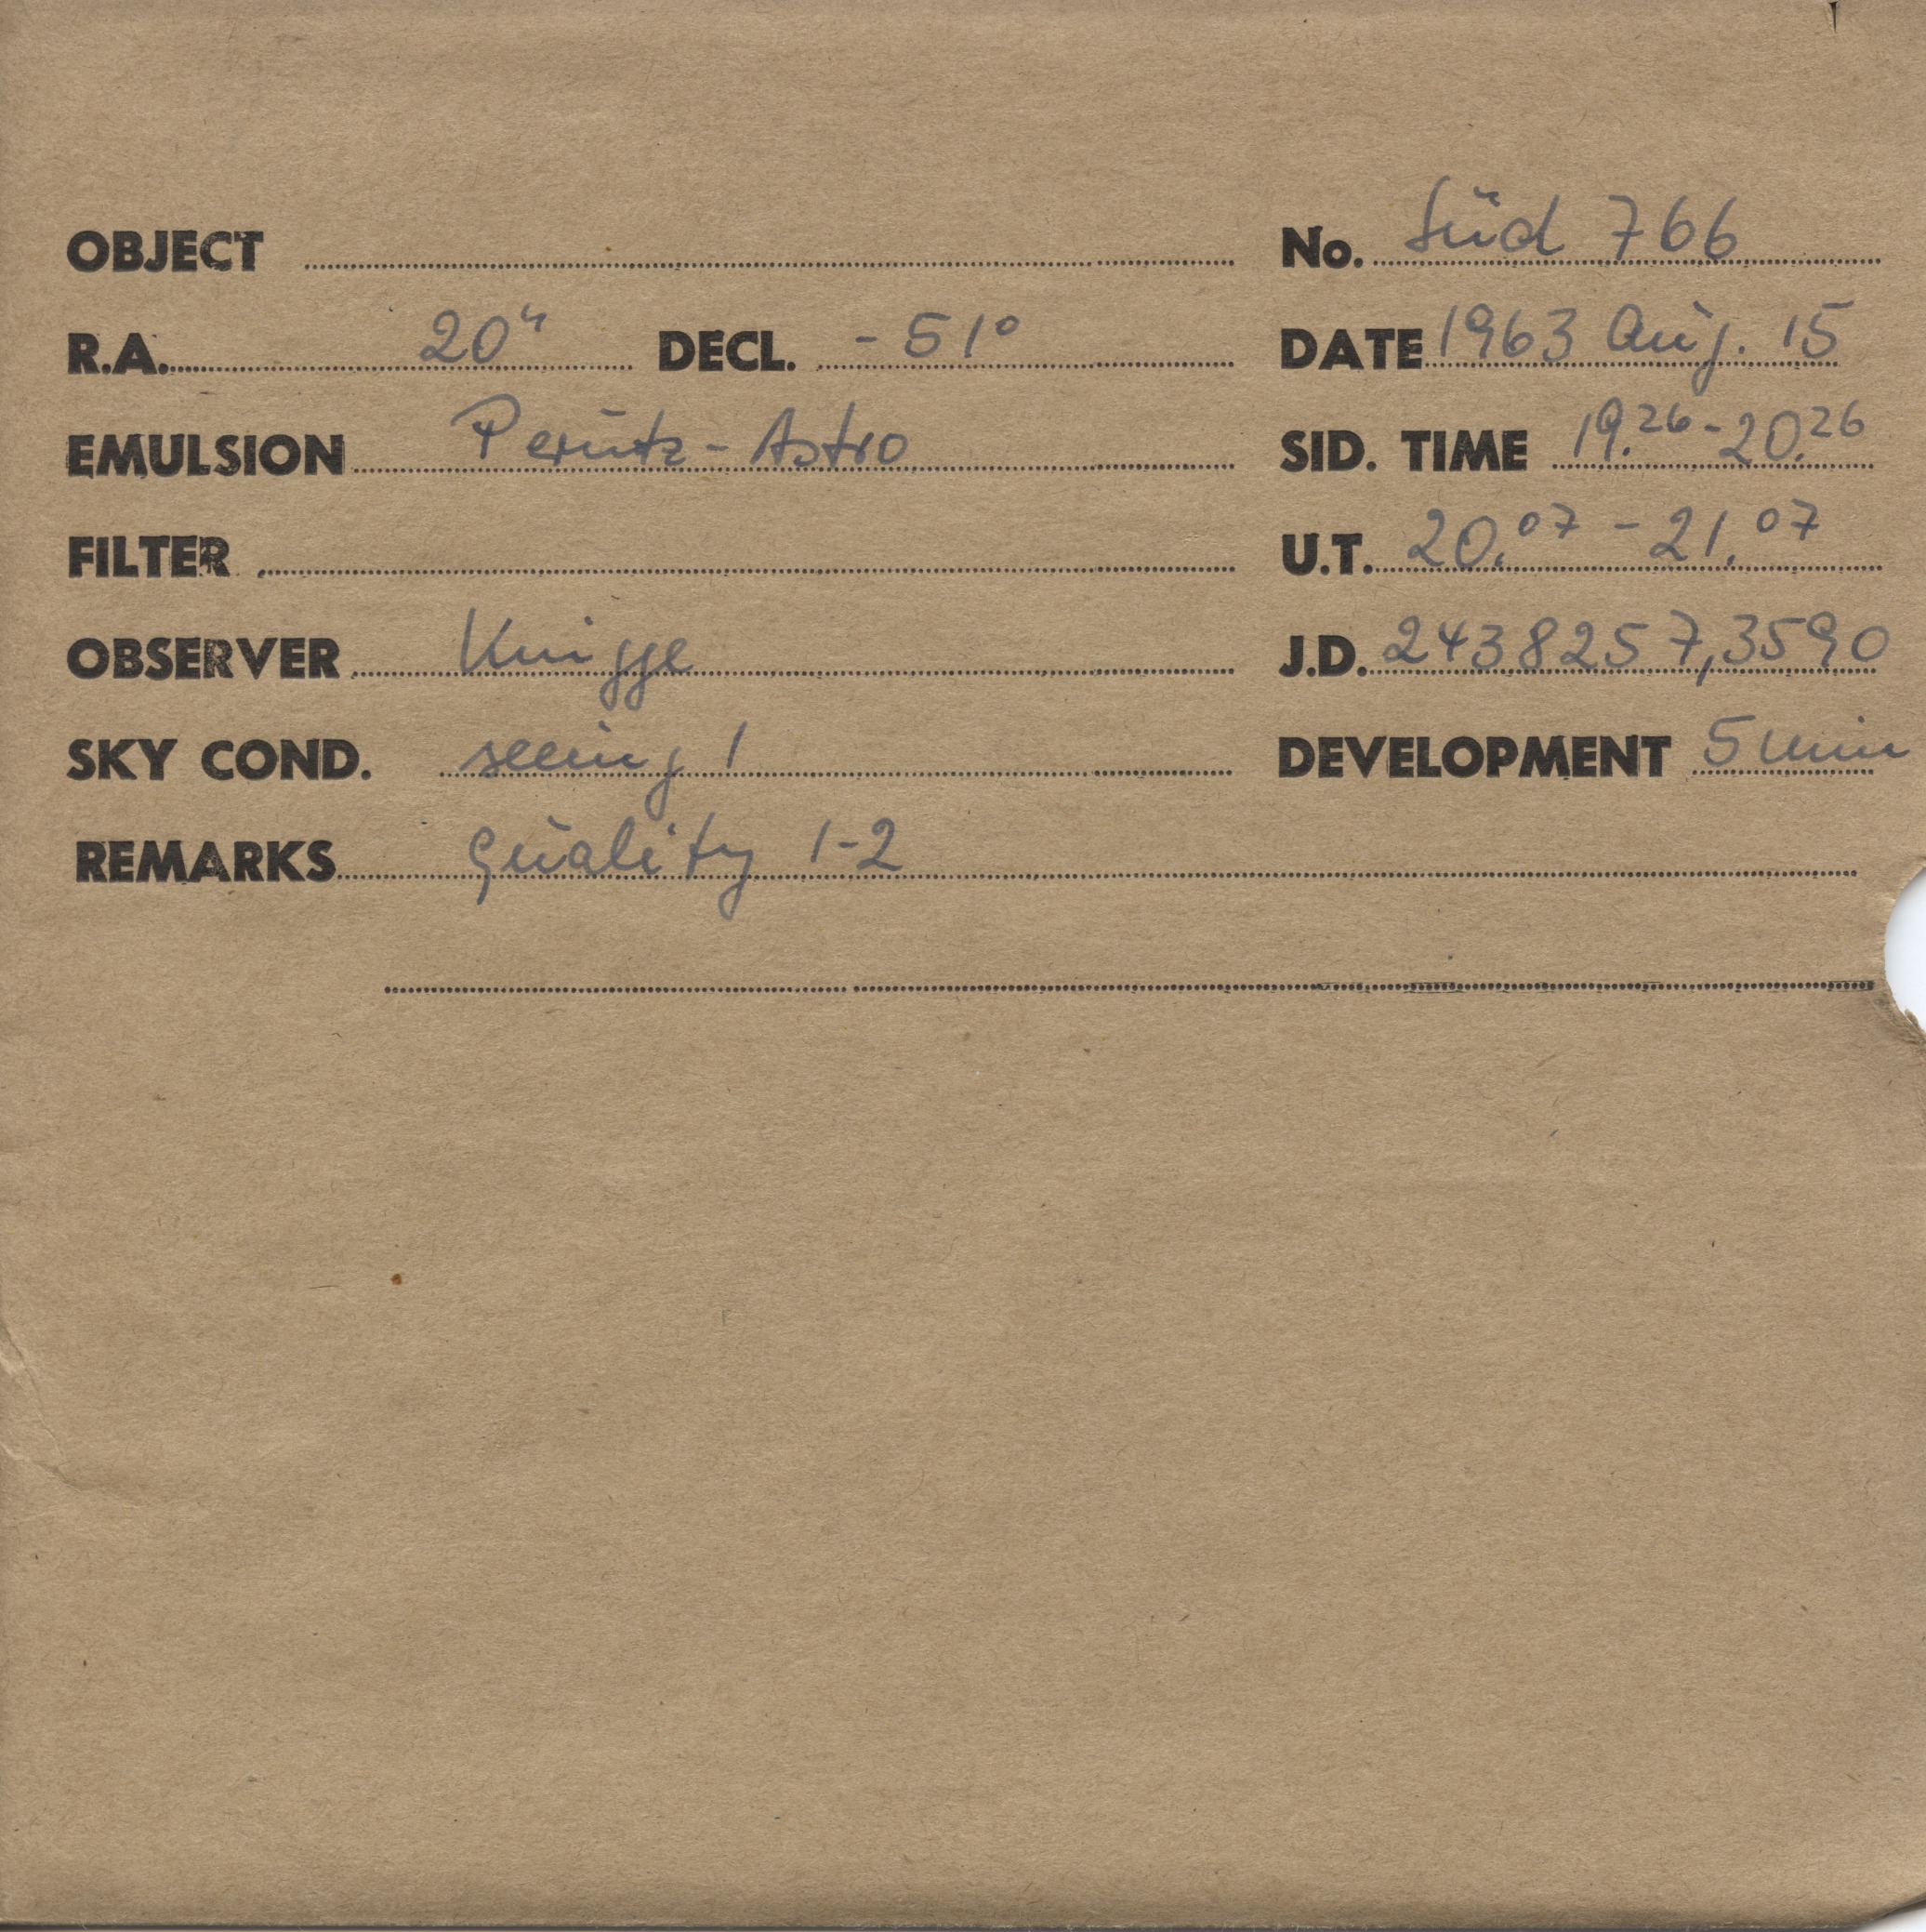 OBJECT No. Süd 766
R.A. 20h DECL. -51° DATE 1963 Aug. 15
EMULSION Perutz-Astro SID. TIME 19.26-20.26
FILTER U.T. 20.07-21.07
OBSERVER Knigge J.D. 2438257,3590
SKY COND. seeing 1 DEVELOPMENT 5 min
REMARKS Quality 1-2